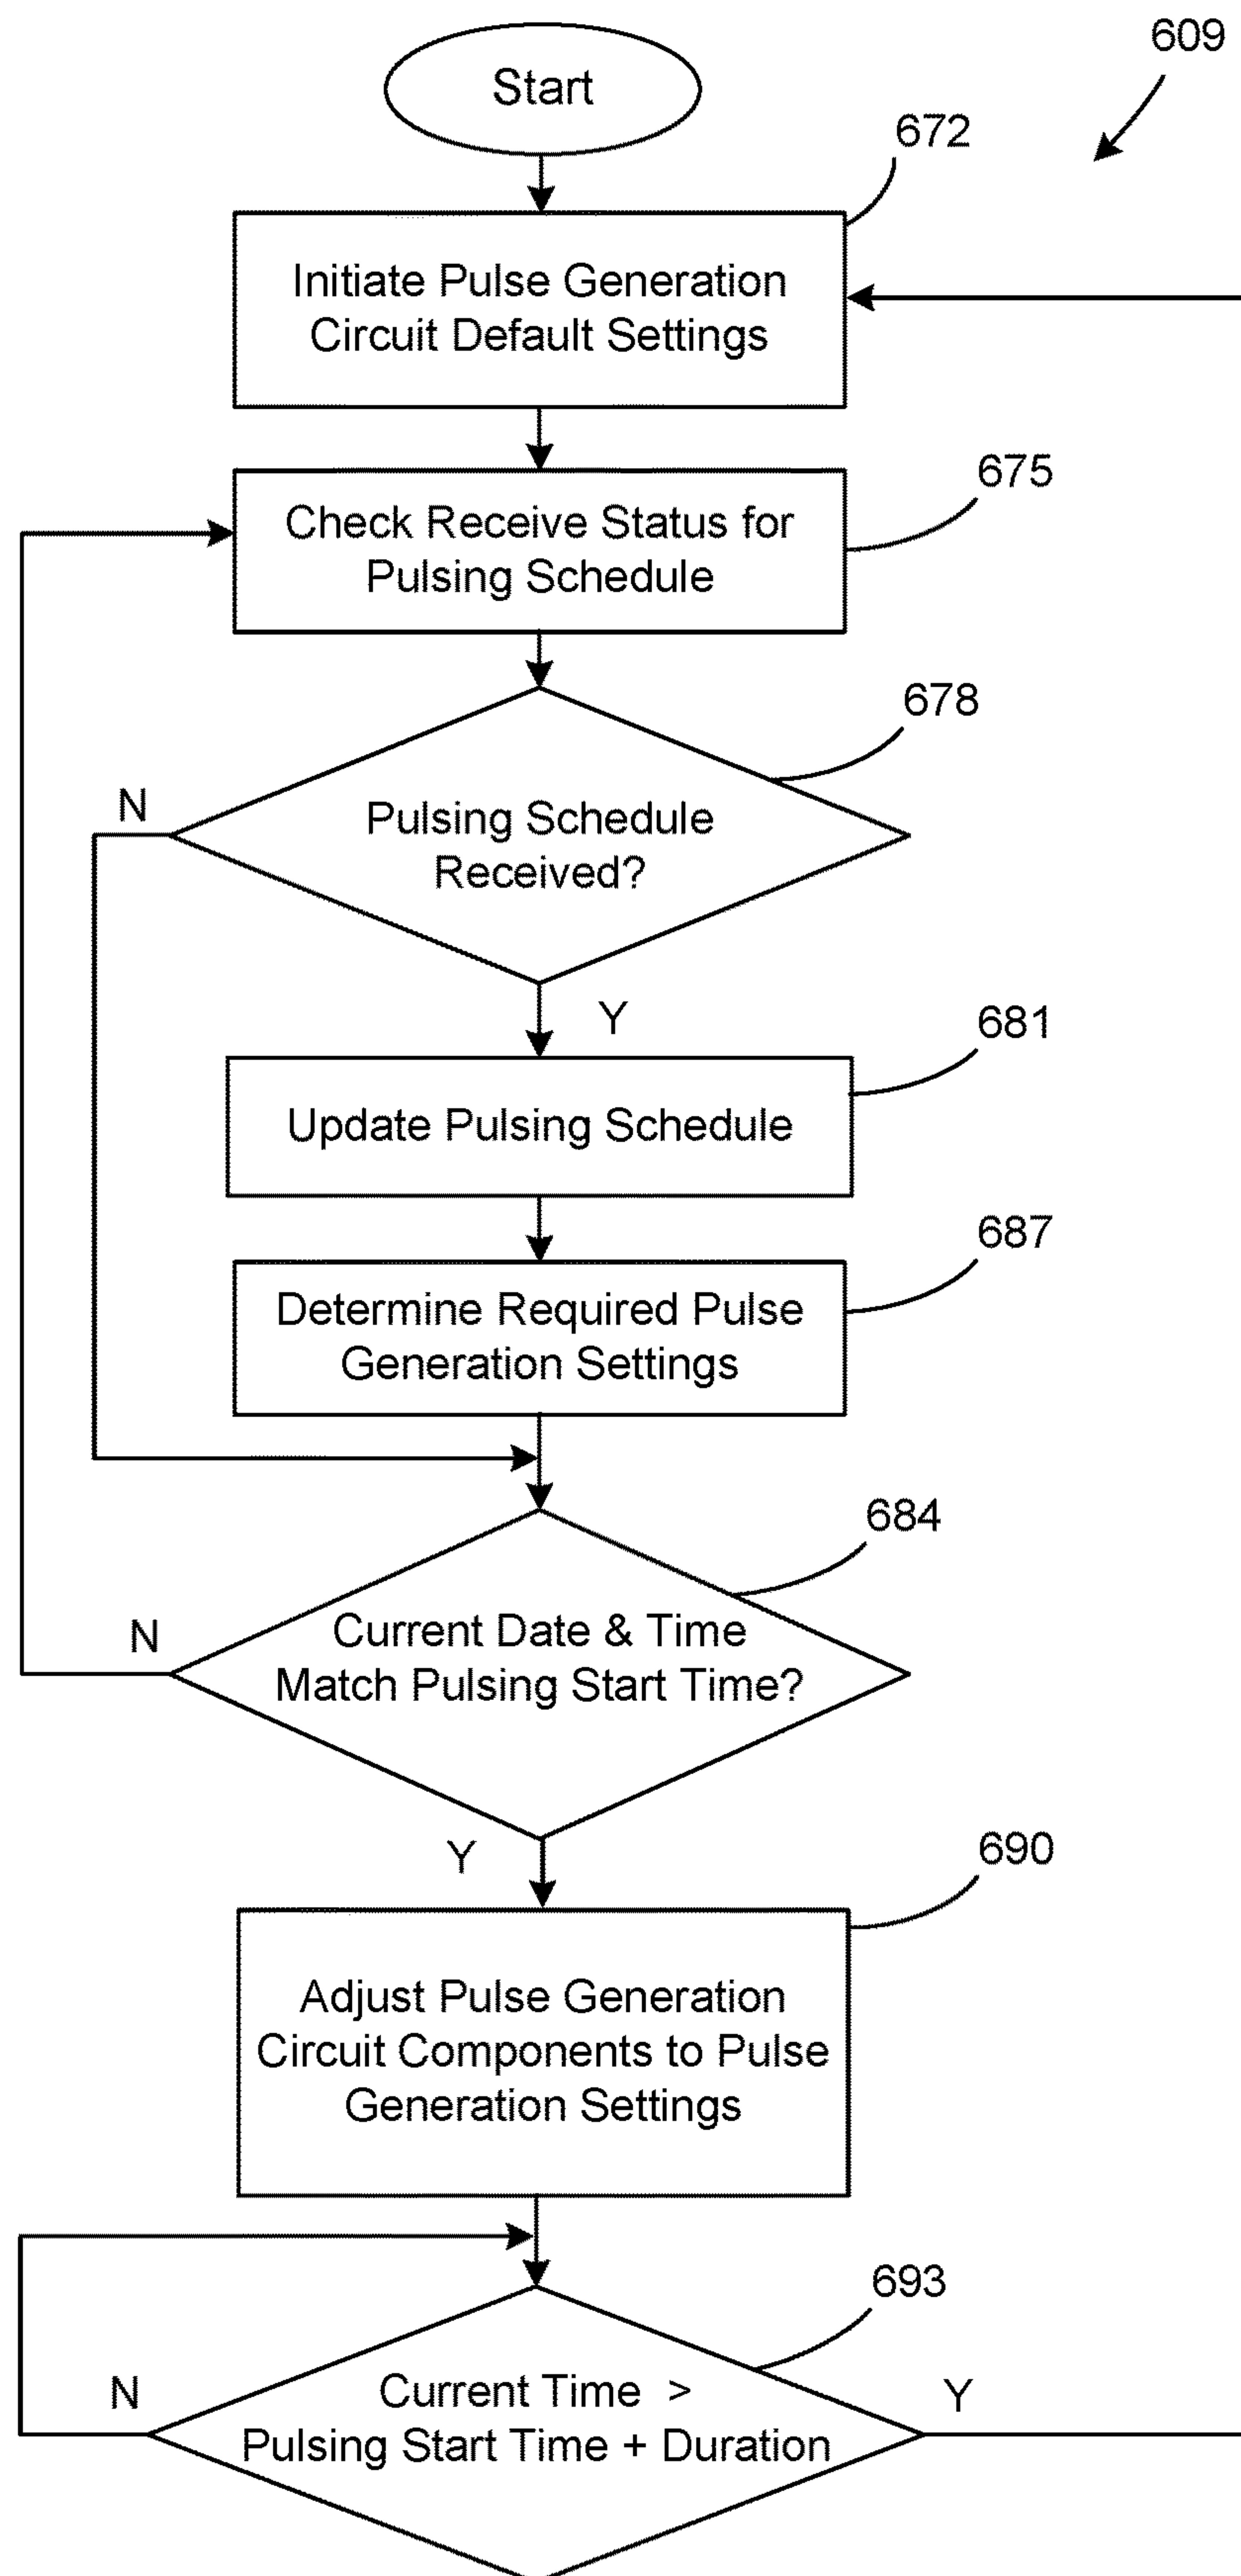 609
Start
672
Initiate Pulse Generation
Circuit Default Settings
675
Check Receive Status for
Pulsing Schedule
678
N
Pulsing Schedule
Received?
Y
681
Update Pulsing Schedule
687
Determine Required Pulse
Generation Settings
684
N
Current Date & Time
Match Pulsing Start Time?
Y
690
Adjust Pulse Generation
Circuit Components to Pulse
Generation Settings
693
N
Current Time >
Pulsing Start Time + Duration
Y